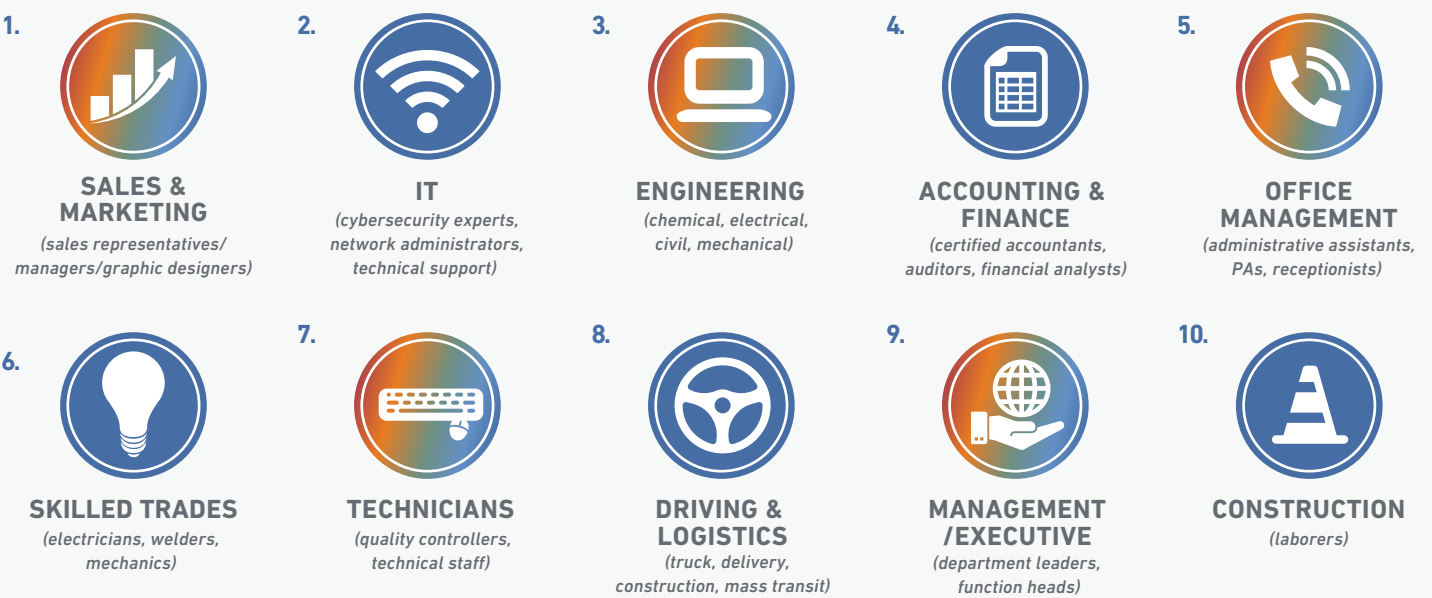 1.
SALES &
MARKETING
(sales representatives/
managers/graphic designers)
2.
IT
(cybersecurity experts,
network administrators,
technical support)
3.
ENGINEERING
(chemical, electrical,
civil, mechanical)
4.
ACCOUNTING &
FINANCE
(certified accountants,
auditors, financial analysts)
5.
OFFICE
MANAGEMENT
(administrative assistants,
PAs, receptionists)
6.
SKILLED TRADES
(electricians, welders,
mechanics)
7.
TECHNICIANS
(quality controllers,
technical staff)
8.
DRIVING &
LOGISTICS
(truck, delivery,
construction, mass transit)
9.
MANAGEMENT
/EXECUTIVE
(department leaders,
function heads)
10.
CONSTRUCTION
(laborers)